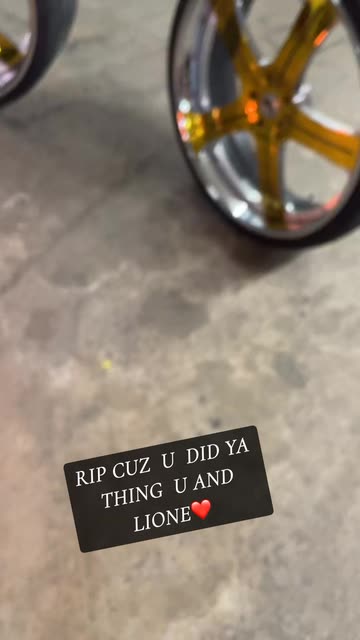 RIP CUZ U DID YA
THING U AND
LIONE❤️